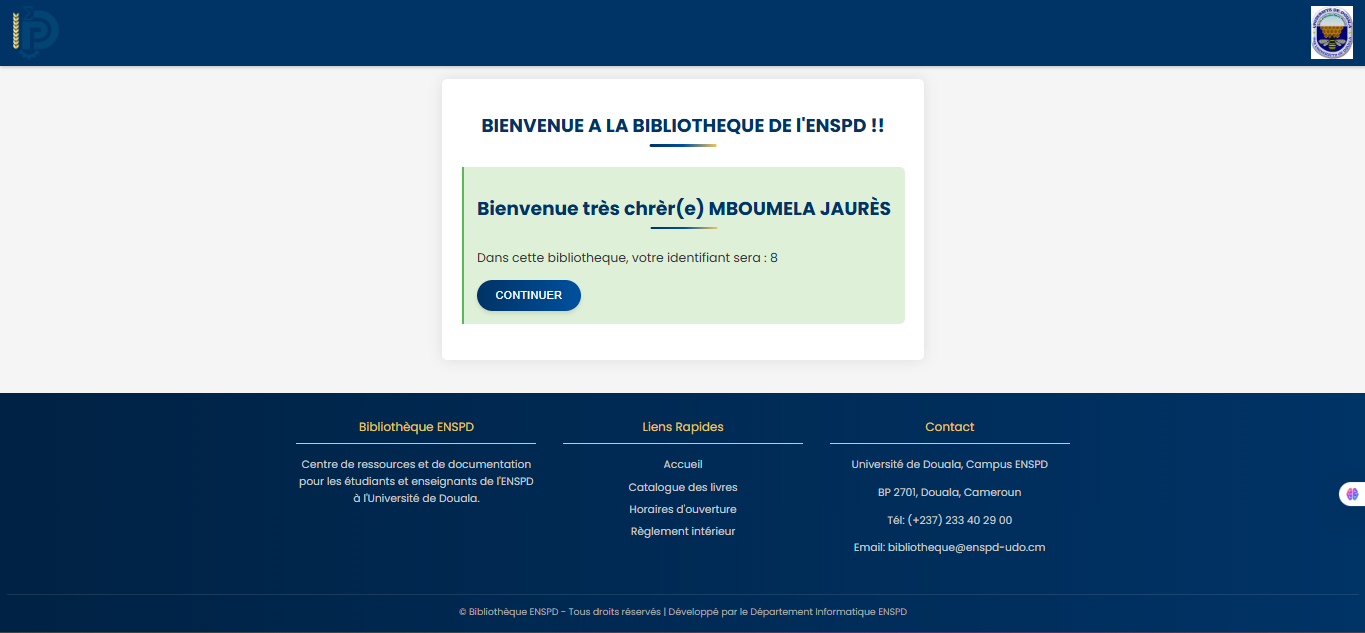 BIENVENUE A LA BIBLIOTHEQUE DE l'ENSPD !!
Bienvenue très chrèr(e) MBOUMELA JAURÈS
Dans cette bibliotheque, votre identifiant sera : 8
CONTINUER
Bibliothèque ENSPD
Centre de ressources et de documentation
pour les étudiants et enseignants de l'ENSPD
à l'Université de Douala.
Liens Rapides
Accueil
Catalogue des livres
Horaires d'ouverture
Règlement intérieur
Contact
Université de Douala, Campus ENSPD
BP 2701, Douala, Cameroun
Tél: (+237) 233 40 29 00
Email: bibliotheque@enspd-udo.cm
© Bibliothèque ENSPD - Tous droits réservés | Développé par le Département Informatique ENSPD